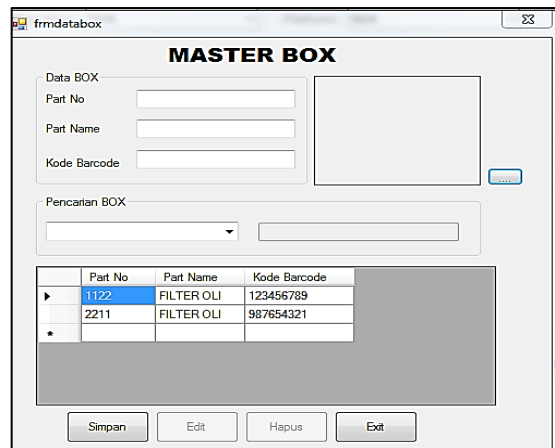 frmdatabox
MASTER BOX
Data BOX
Part No
Part Name
Kode Barcode
....
Pencarian BOX
Part No Part Name Kode Barcode
1122 FILTER OLI 123456789
2211 FILTER OLI 987654321
*
Simpan Edit Hapus Exit